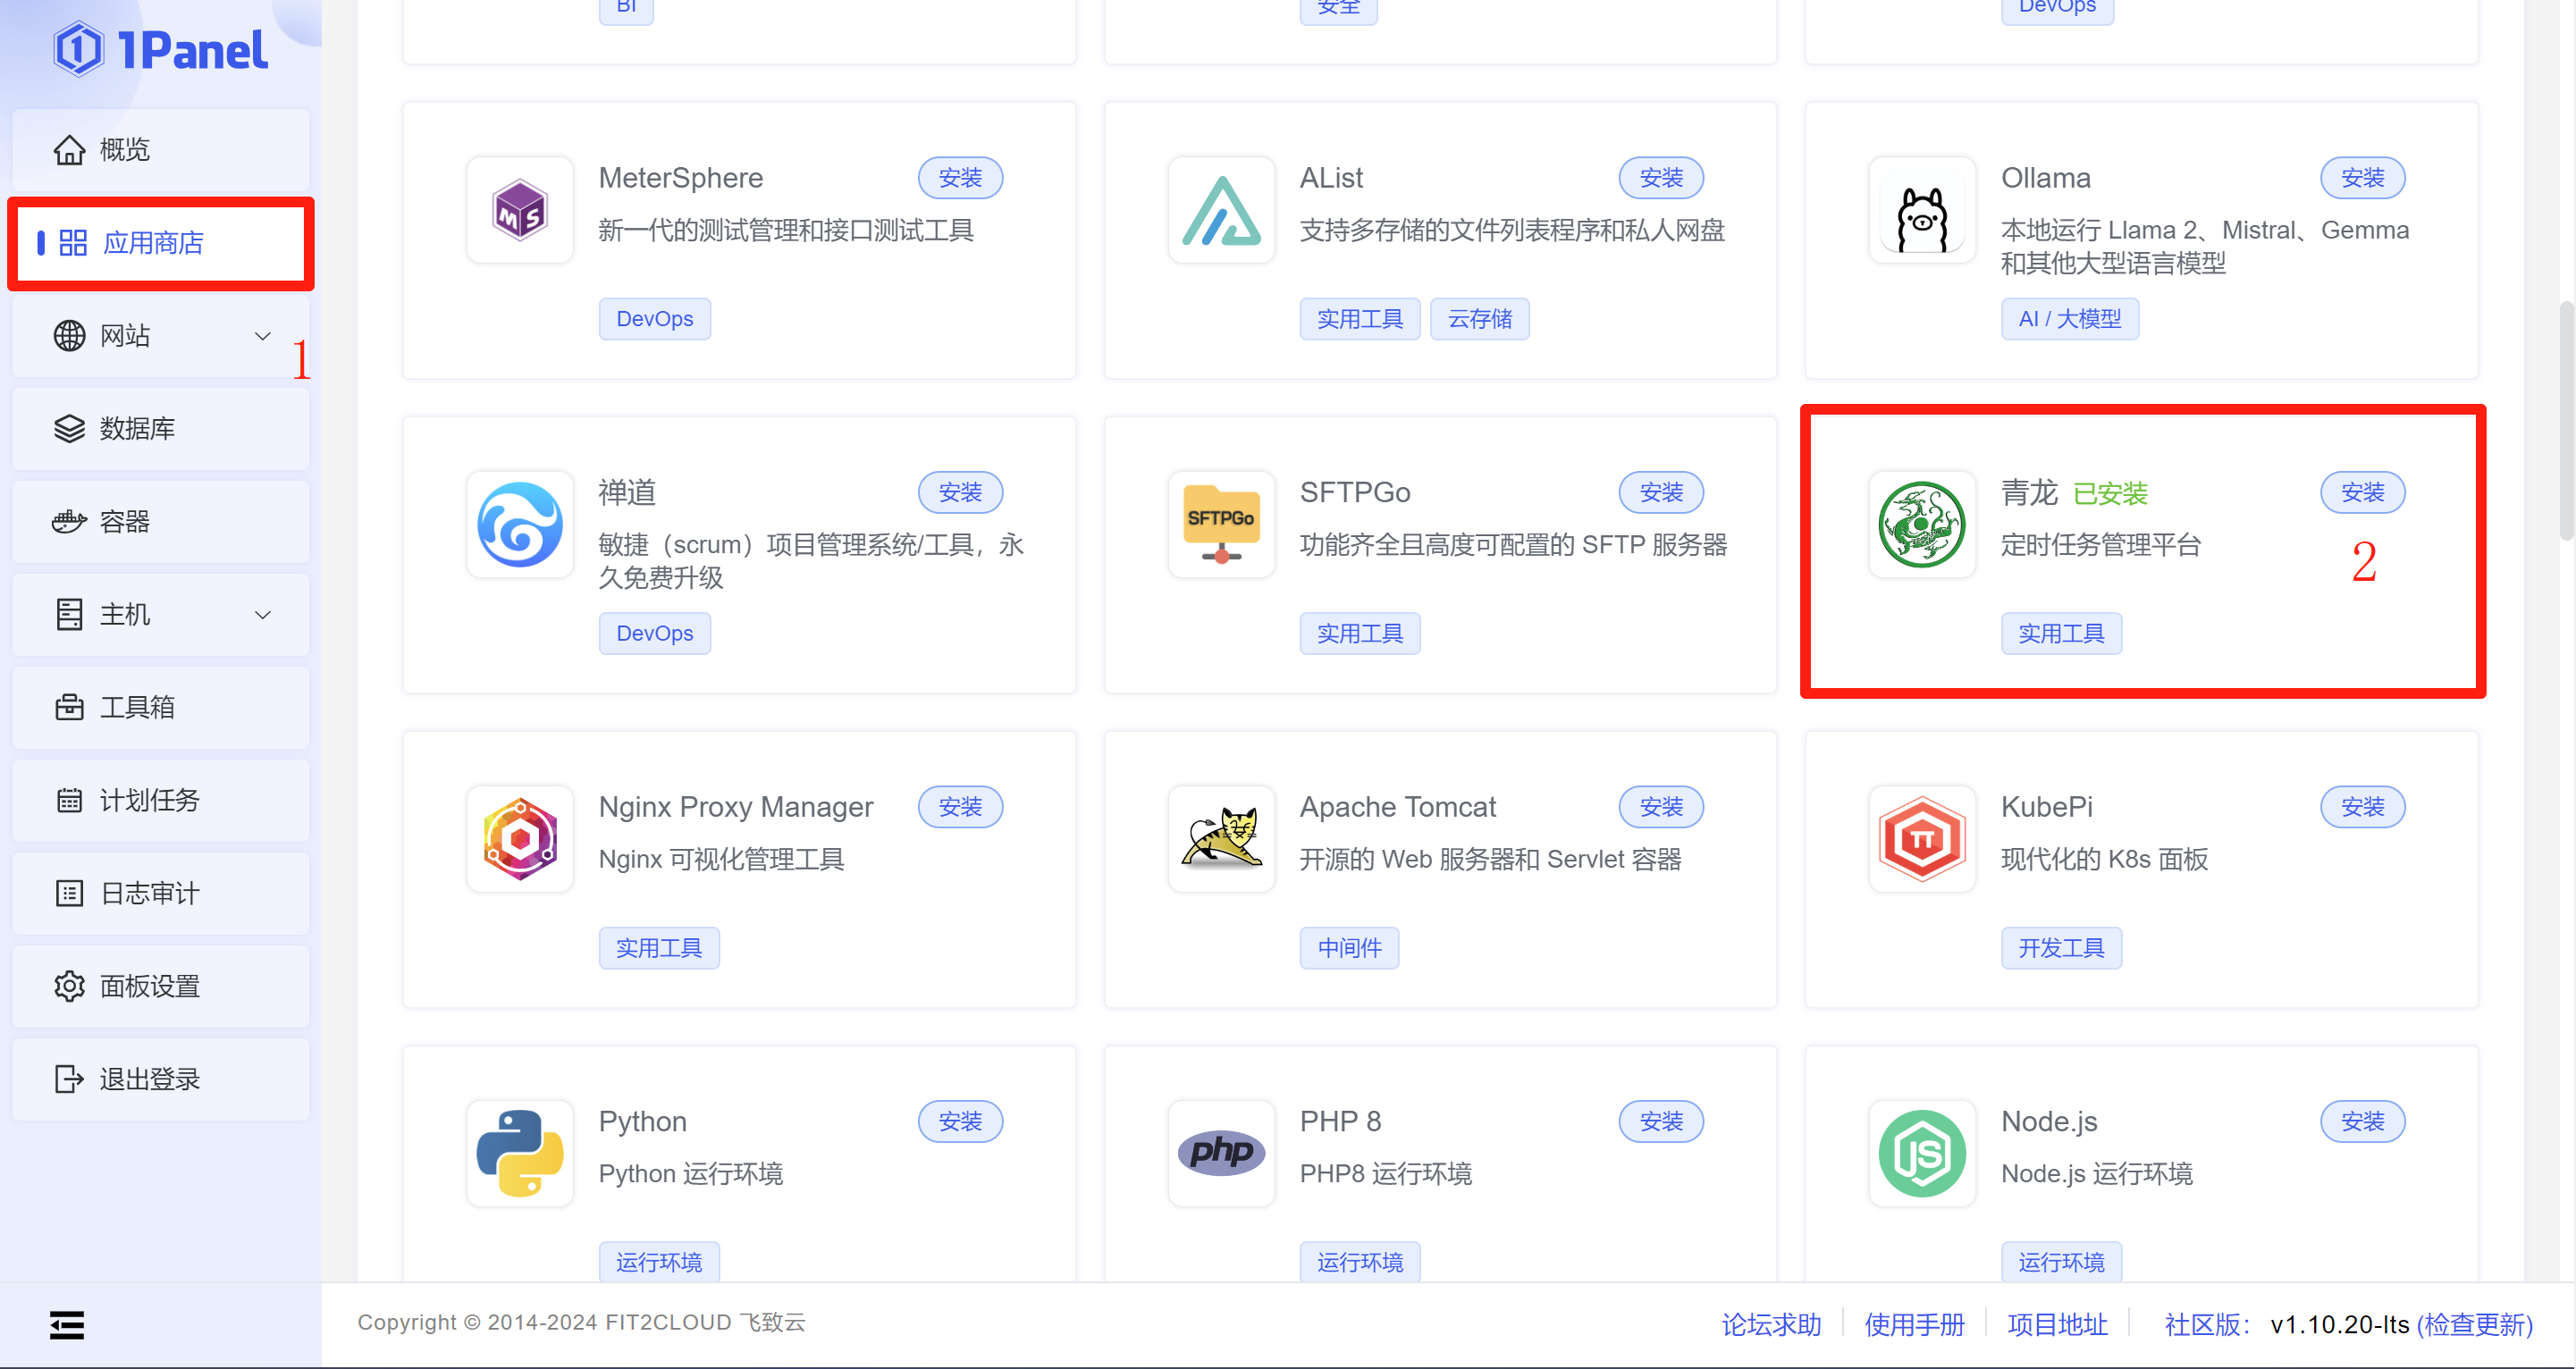 1Panel
概览
应用商店
网站
1
数据库
容器
主机
工具箱
计划任务
日志审计
面板设置
退出登录
BI
安全
DevOps
MeterSphere
安装
新一代的测试管理和接口测试工具
DevOps
AList
安装
支持多存储的文件列表程序和私人网盘
实用工具
云存储
Ollama
安装
本地运行 Llama 2、Mistral、Gemma
和其他大型语言模型
AI / 大模型
禅道
安装
敏捷（scrum）项目管理系统/工具，永
久免费升级
DevOps
SFTPGo
SFTPGo
安装
功能齐全且高度可配置的 SFTP 服务器
实用工具
青龙 已安装
安装
定时任务管理平台
2
实用工具
Nginx Proxy Manager
安装
Nginx 可视化管理工具
实用工具
Apache Tomcat
安装
开源的 Web 服务器和 Servlet 容器
中间件
KubePi
安装
现代化的 K8s 面板
开发工具
Python
安装
Python 运行环境
运行环境
php
PHP 8
安装
PHP8 运行环境
运行环境
JS
Node.js
安装
Node.js 运行环境
运行环境
Copyright © 2014-2024 FIT2CLOUD 飞致云
论坛求助
使用手册
项目地址
社区版： v1.10.20-lts (检查更新)